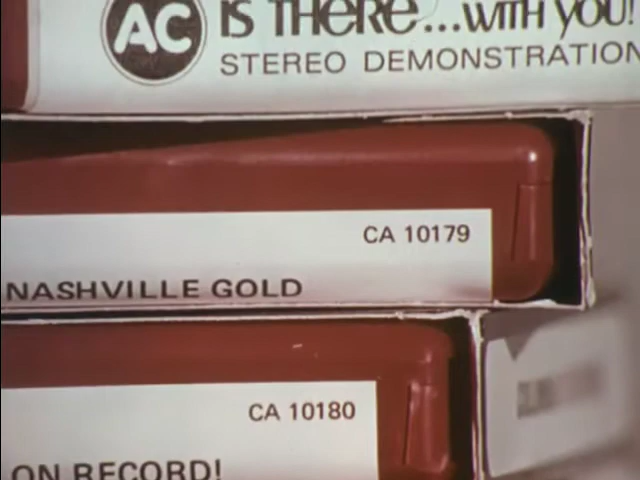 AC IS THERE...WITH YOU!
STEREO DEMONSTRATION
CA 10179
NASHVILLE GOLD
CA 10180
ON RECORD!